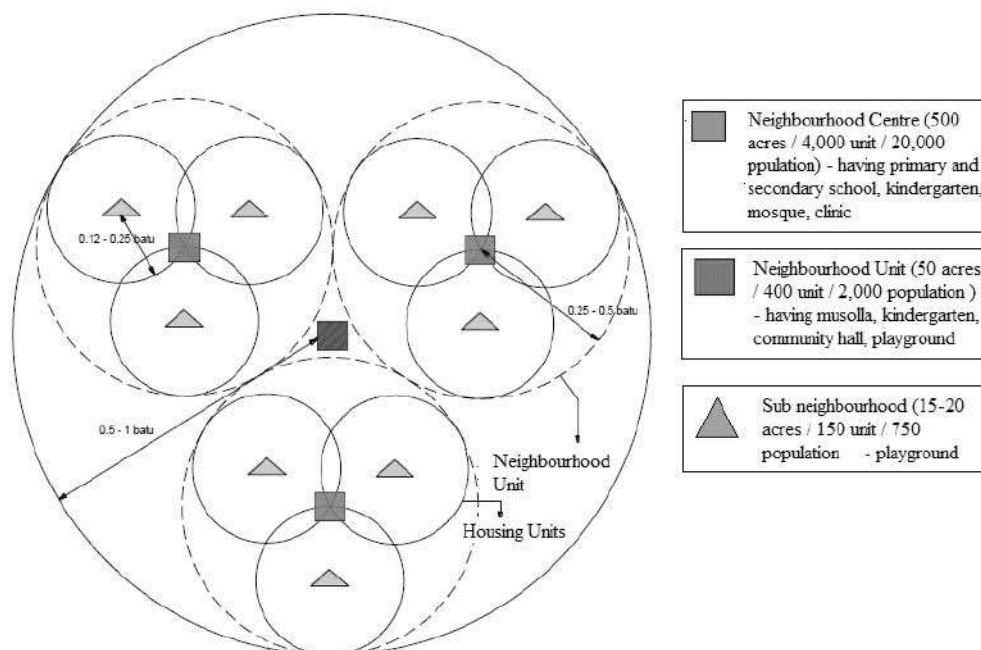 0.12 - 0.25 batu
0.25 - 0.5 batu
0.5 - 1 batu
Neighbourhood
Unit
Housing Units
Neighbourhood Centre (500
acres / 4,000 unit / 20,000
ppulation) - having primary and
secondary school, kindergarten,
mosque, clinic
Neighbourhood Unit (50 acres
/ 400 unit / 2,000 population )
- having musolla, kindergarten,
community hall, playground
Sub neighbourhood (15-20
acres / 150 unit / 750
population - playground